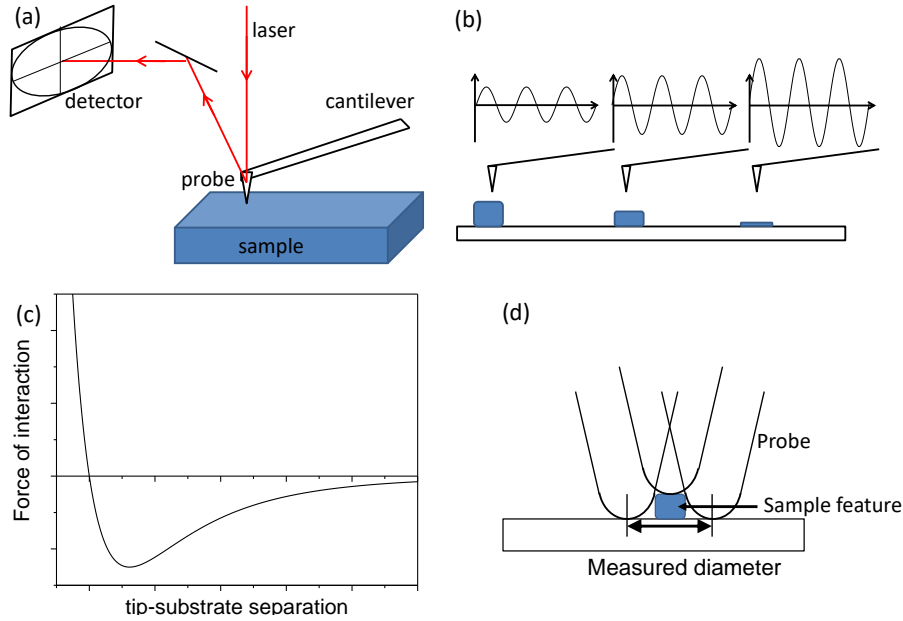 (a)
laser
detector
cantilever
probe
sample
(b)
(c)
Force of interaction
tip-substrate separation
(d)
Probe
Sample feature
Measured diameter